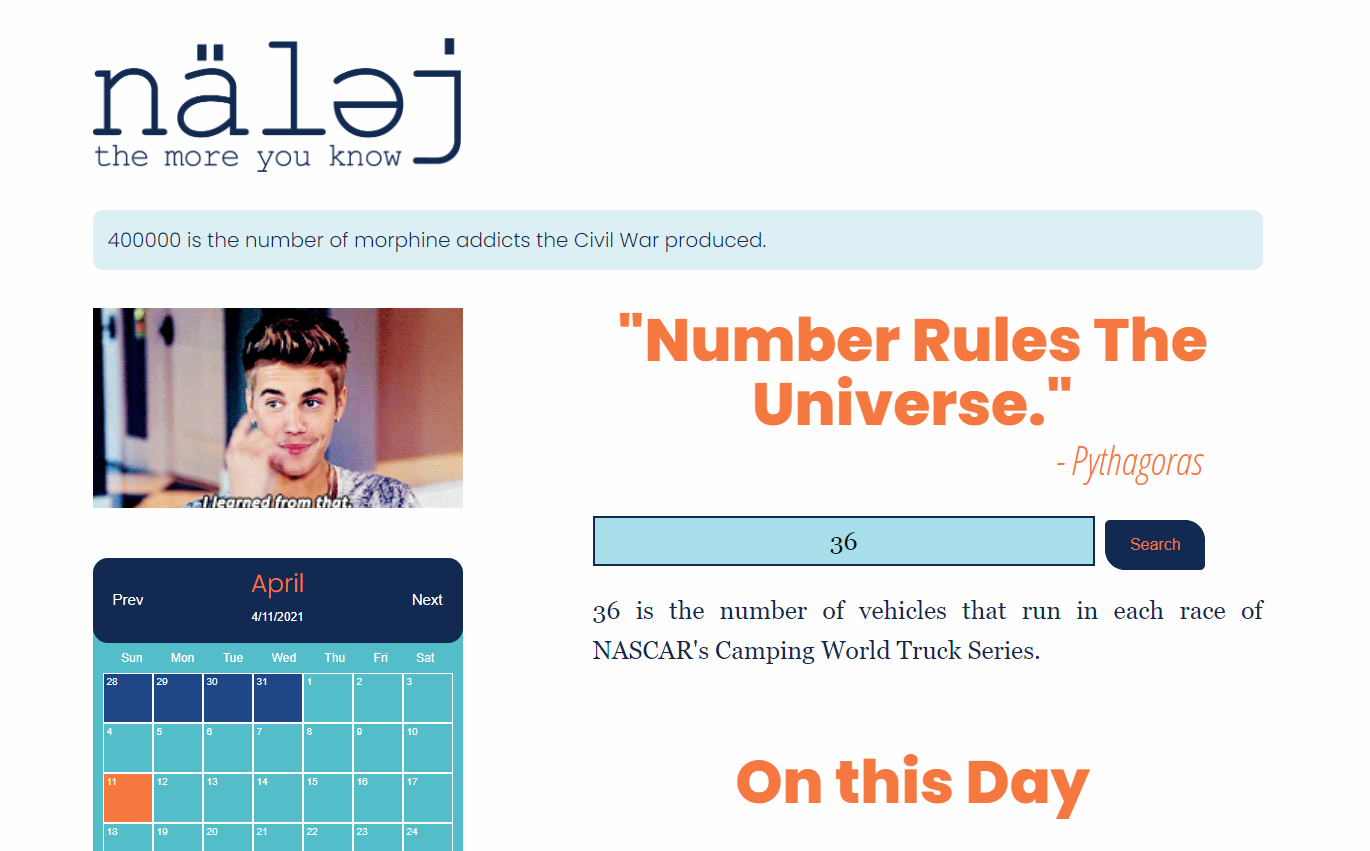 näləj
the more you know
400000 is the number of morphine addicts the Civil War produced.
I learned from that.
"Number Rules The
Universe."
- Pythagoras
36
Search
36 is the number of vehicles that run in each race of
NASCAR's Camping World Truck Series.
Prev
April
Next
4/11/2021
Sun Mon Tue Wed Thu Fri Sat
28 29 30 31 1 2 3
4 5 6 7 8 9 10
11 12 13 14 15 16 17
18 19 20 21 22 23 24
On this Day